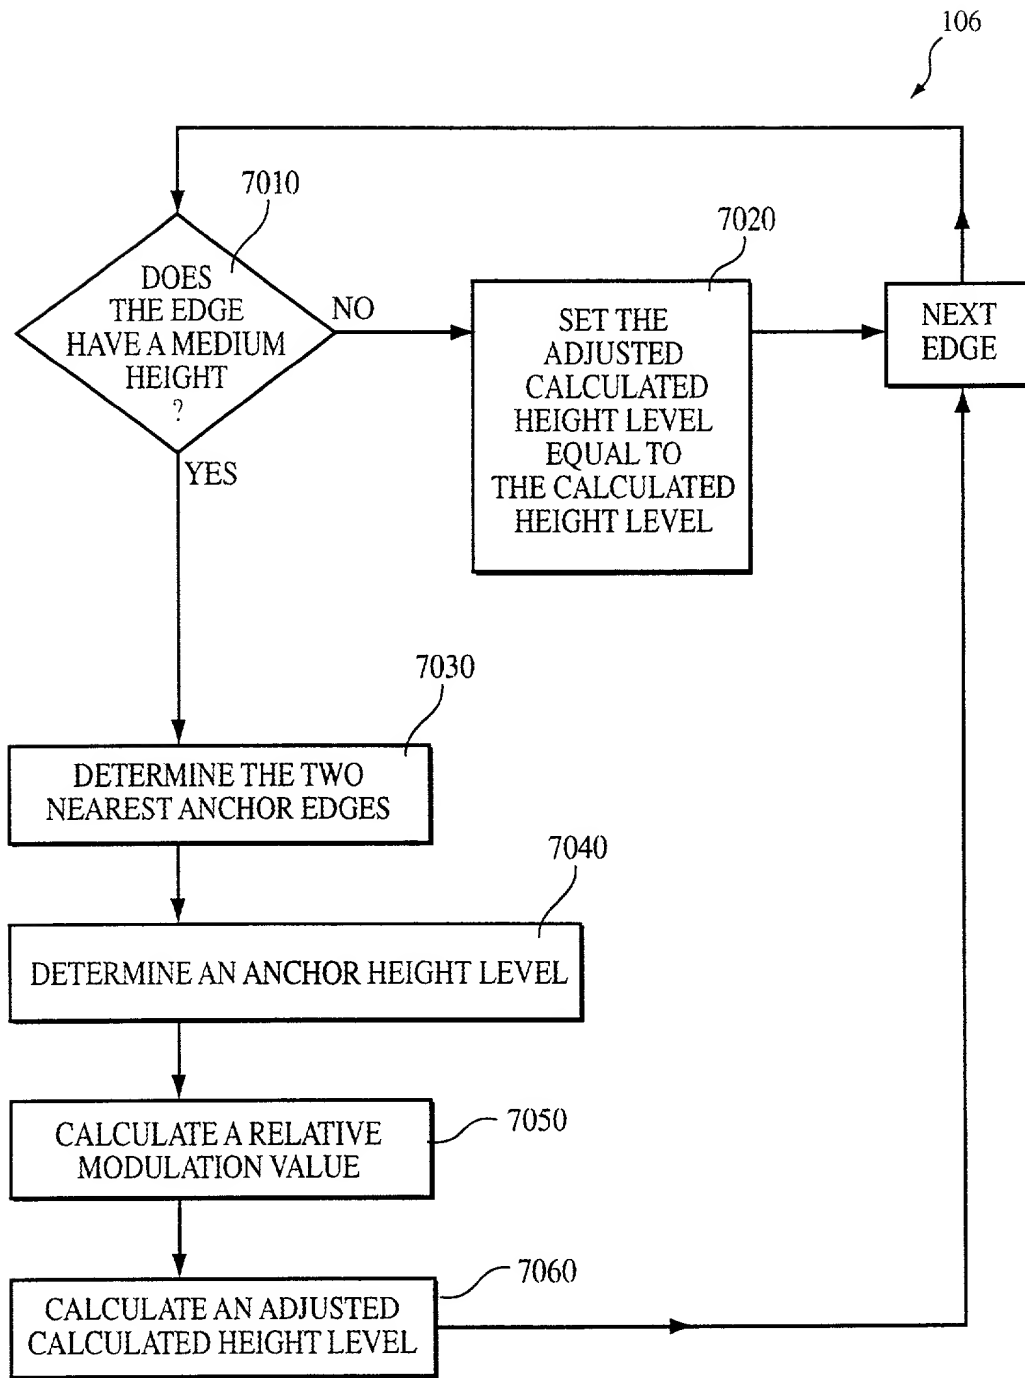 106
7010
DOES
THE EDGE
HAVE A MEDIUM
HEIGHT
?
NO
YES
7020
SET THE
ADJUSTED
CALCULATED
HEIGHT LEVEL
EQUAL TO
THE CALCULATED
HEIGHT LEVEL
NEXT
EDGE
7030
DETERMINE THE TWO
NEAREST ANCHOR EDGES
7040
DETERMINE AN ANCHOR HEIGHT LEVEL
7050
CALCULATE A RELATIVE
MODULATION VALUE
7060
CALCULATE AN ADJUSTED
CALCULATED HEIGHT LEVEL